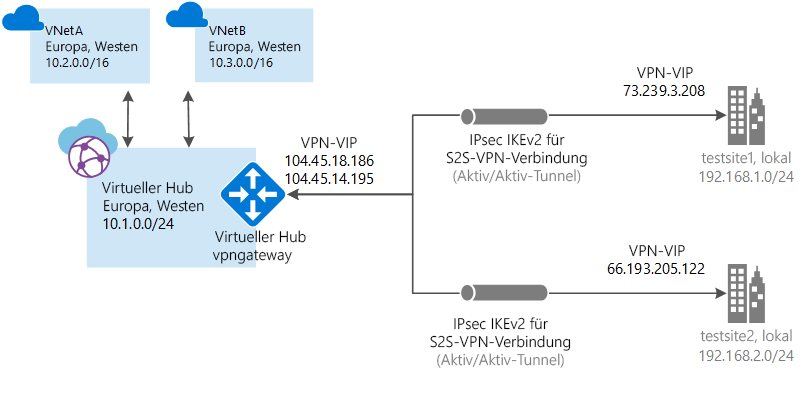 VNetA
Europa, Westen
10.2.0.0/16
VNetB
Europa, Westen
10.3.0.0/16
Virtueller Hub
Europa, Westen
10.1.0.0/24
VPN-VIP
104.45.18.186
104.45.14.195
Virtueller Hub
vpngateway
IPsec IKEv2 für
S2S-VPN-Verbindung
(Aktiv/Aktiv-Tunnel)
VPN-VIP
73.239.3.208
testsite1, lokal
192.168.1.0/24
IPsec IKEv2 für
S2S-VPN-Verbindung
(Aktiv/Aktiv-Tunnel)
VPN-VIP
66.193.205.122
testsite2, lokal
192.168.2.0/24